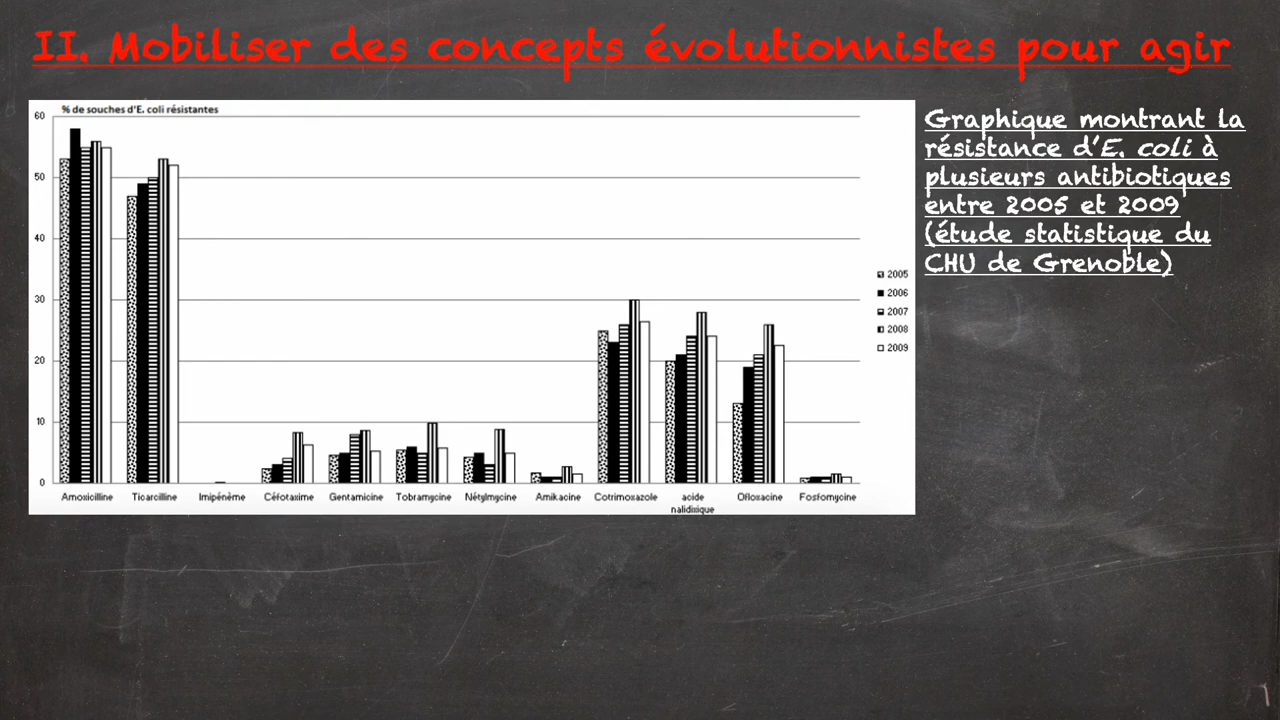 II. Mobiliser des concepts évolutionnistes pour agir
% de souches d'E. coli résistantes
60
50
40
30
20
10
0
Amoxicilline Ticarcilline Imipénème Céfotaxime Gentamicine Tobramycine Nétylmycine Amikacine Cotrimoxazole acide nalidixique Ofloxacine Fosfomycine
2005
2006
2007
2008
2009
Graphique montrant la
résistance d'E. coli à
plusieurs antibiotiques
entre 2005 et 2009
(étude statistique du
CHU de Grenoble)